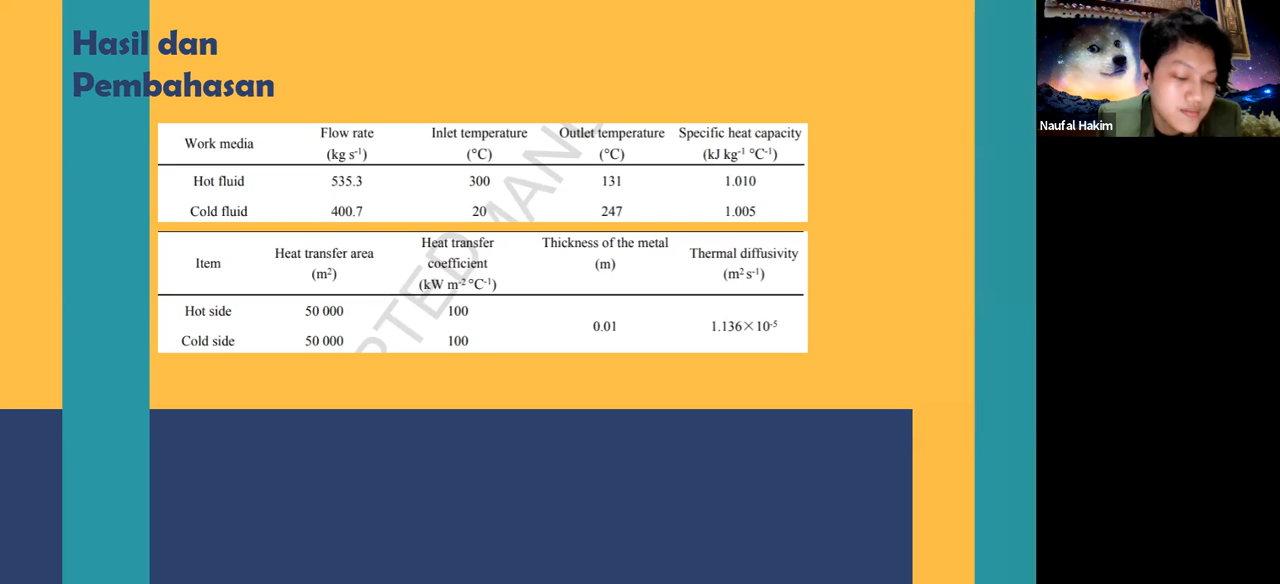 Hasil dan
Pembahasan
Naufal Hakim
Work media Flow rate Inlet temperature Outlet temperature Specific heat capacity
(kg s⁻¹) (°C) (°C) (kJ kg⁻¹ °C⁻¹)
Hot fluid 535.3 300 131 1.010
Cold fluid 400.7 20 247 1.005
Item Heat transfer area Heat transfer Thickness of the metal Thermal diffusivity
(m²) coefficient (m) (m² s⁻¹)
(kW m⁻² °C⁻¹)
Hot side 50 000 100 0.01 1.136×10⁻⁵
Cold side 50 000 100